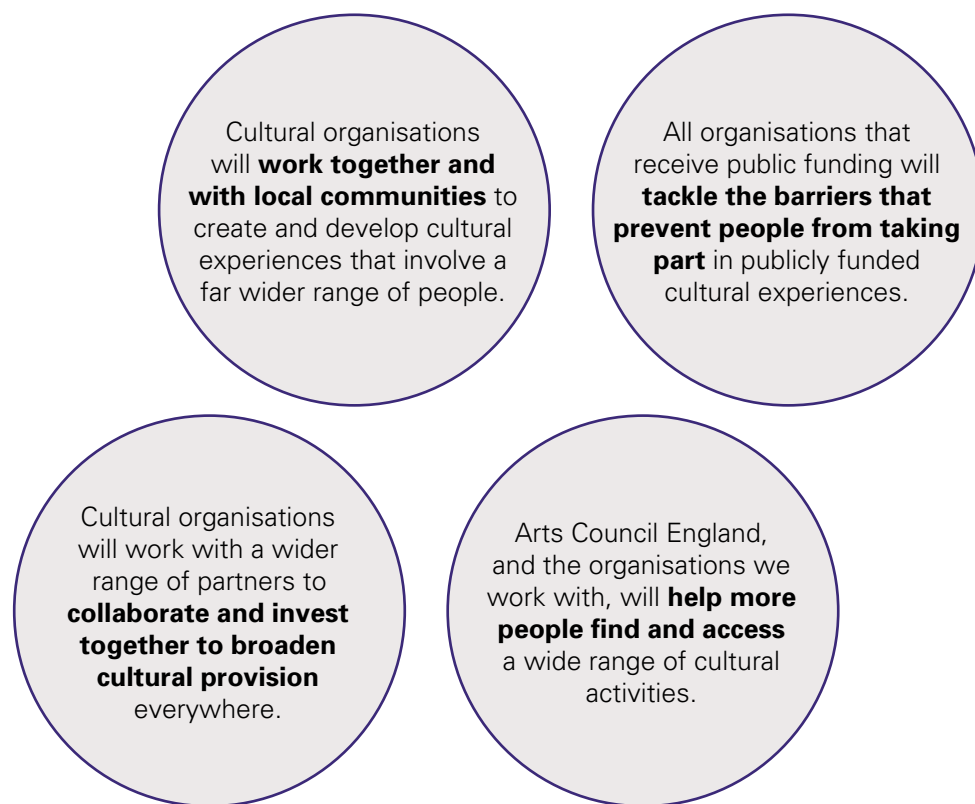 Cultural organisations
will work together and
with local communities to
create and develop cultural
experiences that involve a
far wider range of people.
All organisations that
receive public funding will
tackle the barriers that
prevent people from taking
part in publicly funded
cultural experiences.
Cultural organisations
will work with a wider
range of partners to
collaborate and invest
together to broaden
cultural provision
everywhere.
Arts Council England,
and the organisations we
work with, will help more
people find and access
a wide range of cultural
activities.